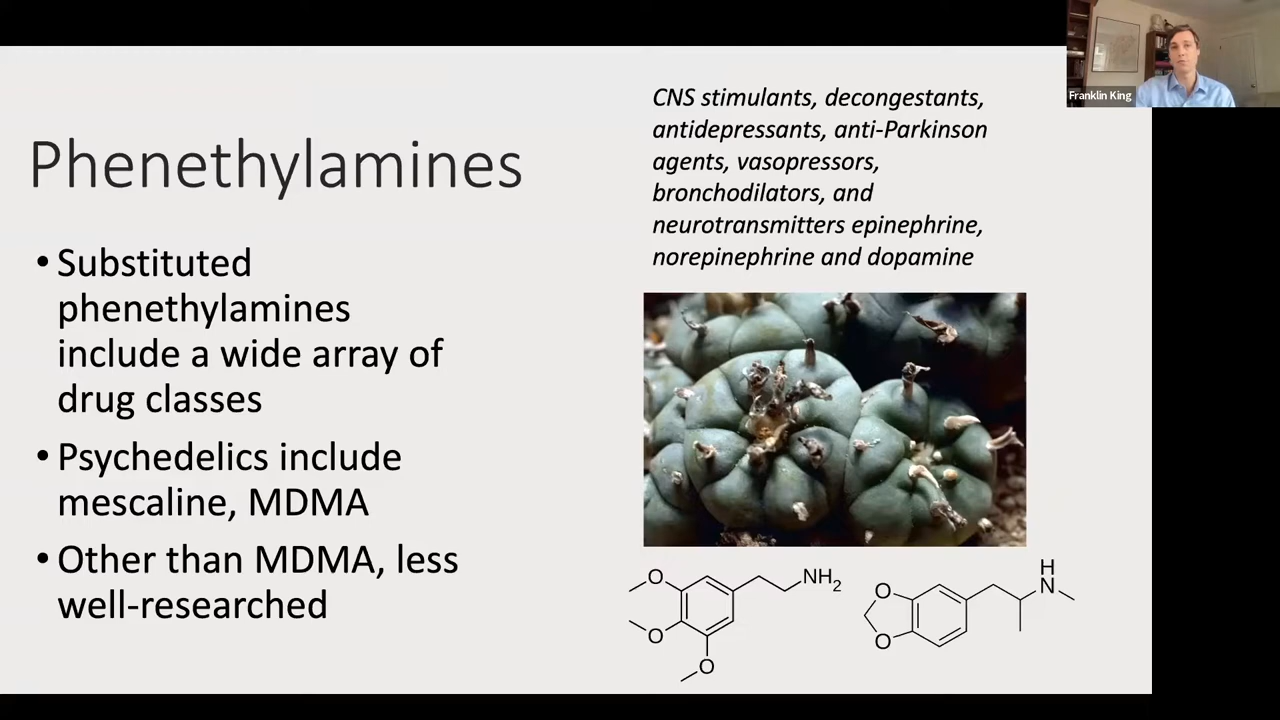 Franklin King
Phenethylamines
• Substituted
phenethylamines
include a wide array of
drug classes
• Psychedelics include
mescaline, MDMA
• Other than MDMA, less
well-researched
CNS stimulants, decongestants,
antidepressants, anti-Parkinson
agents, vasopressors,
bronchodilators, and
neurotransmitters epinephrine,
norepinephrine and dopamine
O
NH2
O
O
O
O
H
N